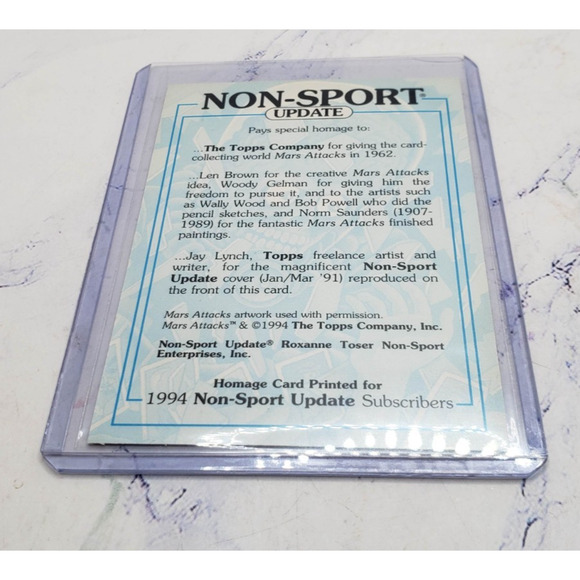 NON-SPORT®
UPDATE
Pays special homage to:
...The Topps Company for giving the card-
collecting world Mars Attacks in 1962.
...Len Brown for the creative Mars Attacks
idea, Woody Gelman for giving him the
freedom to pursue it, and to the artists such
as Wally Wood and Bob Powell who did the
pencil sketches, and Norm Saunders (1907-
1989) for the fantastic Mars Attacks finished
paintings.
...Jay Lynch, Topps freelance artist and
writer, for the magnificent Non-Sport
Update cover (Jan/Mar '91) reproduced on
the front of this card.
Mars Attacks artwork used with permission.
Mars Attacks™ & ©1994 The Topps Company, Inc.
Non-Sport Update® Roxanne Toser Non-Sport
Enterprises, Inc.
Homage Card Printed for
1994 Non-Sport Update Subscribers